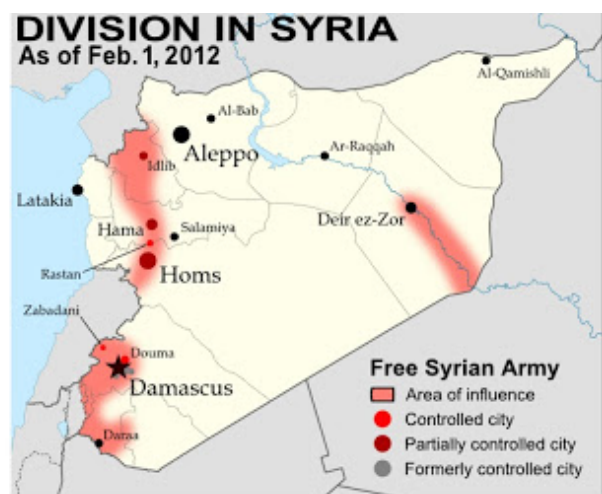 DIVISION IN SYRIA
As of Feb. 1, 2012
Al-Qamishli
Al-Bab
Aleppo
Idlib
Ar-Raqqah
Latakia
Deir ez-Zor
Hama
Salamiya
Rastan
Homs
Zabadani
Douma
Damascus
Daraa
Free Syrian Army
Area of influence
Controlled city
Partially controlled city
Formerly controlled city